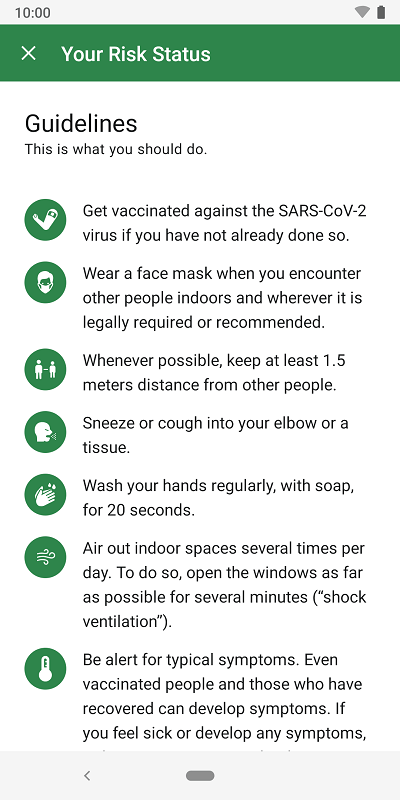 10:00
Your Risk Status
Guidelines
This is what you should do.
Get vaccinated against the SARS-CoV-2
virus if you have not already done so.
Wear a face mask when you encounter
other people indoors and wherever it is
legally required or recommended.
Whenever possible, keep at least 1.5
meters distance from other people.
Sneeze or cough into your elbow or a
tissue.
Wash your hands regularly, with soap,
for 20 seconds.
Air out indoor spaces several times per
day. To do so, open the windows as far
as possible for several minutes (“shock
ventilation”).
Be alert for typical symptoms. Even
vaccinated people and those who have
recovered can develop symptoms. If
you feel sick or develop any symptoms,